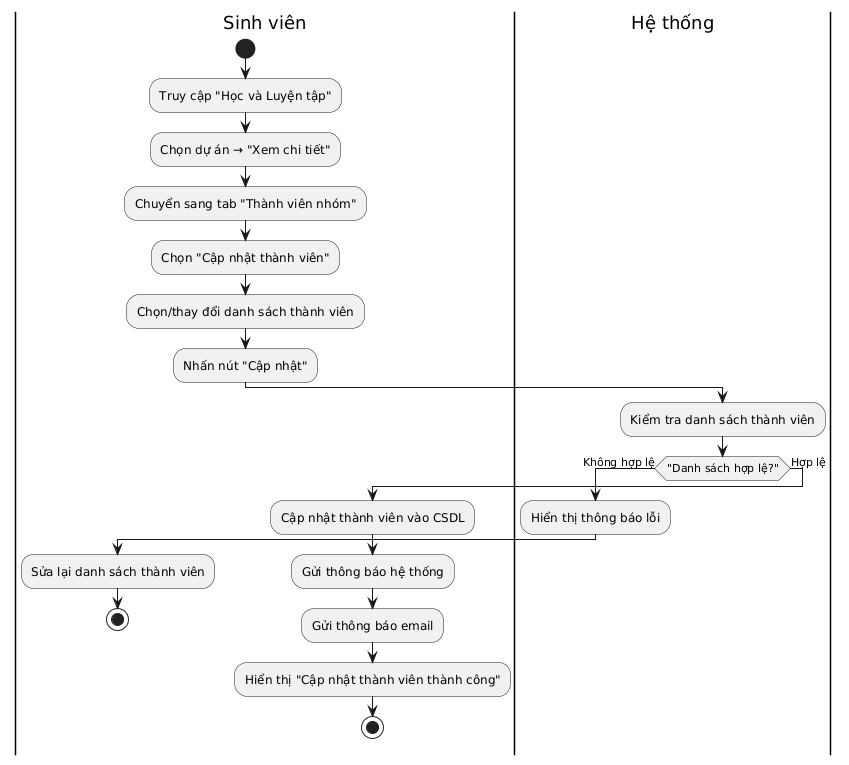 Sinh viên
Hệ thống
Truy cập "Học và Luyện tập"
Chọn dự án → "Xem chi tiết"
Chuyển sang tab "Thành viên nhóm"
Chọn "Cập nhật thành viên"
Chọn/thay đổi danh sách thành viên
Nhấn nút "Cập nhật"
Kiểm tra danh sách thành viên
Không hợp lệ
"Danh sách hợp lệ?"
Hợp lệ
Cập nhật thành viên vào CSDL
Hiển thị thông báo lỗi
Sửa lại danh sách thành viên
Gửi thông báo hệ thống
Gửi thông báo email
Hiển thị "Cập nhật thành viên thành công"